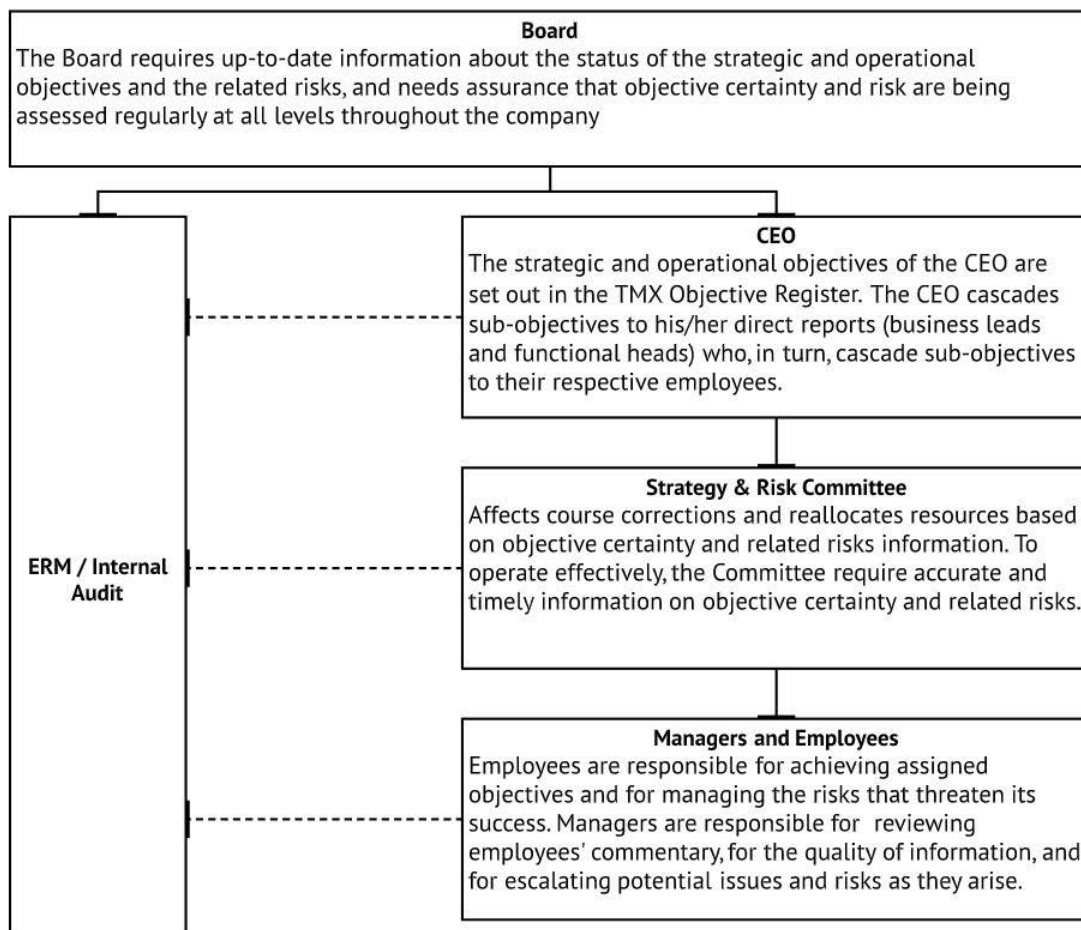 Board
The Board requires up-to-date information about the status of the strategic and operational
objectives and the related risks, and needs assurance that objective certainty and risk are being
assessed regularly at all levels throughout the company
CEO
The strategic and operational objectives of the CEO are
set out in the TMX Objective Register. The CEO cascades
sub-objectives to his/her direct reports (business leads
and functional heads) who, in turn, cascade sub-objectives
to their respective employees.
Strategy & Risk Committee
Affects course corrections and reallocates resources based
on objective certainty and related risks information. To
operate effectively, the Committee require accurate and
timely information on objective certainty and related risks.
ERM / Internal
Audit
Managers and Employees
Employees are responsible for achieving assigned
objectives and for managing the risks that threaten its
success. Managers are responsible for reviewing
employees' commentary, for the quality of information, and
for escalating potential issues and risks as they arise.